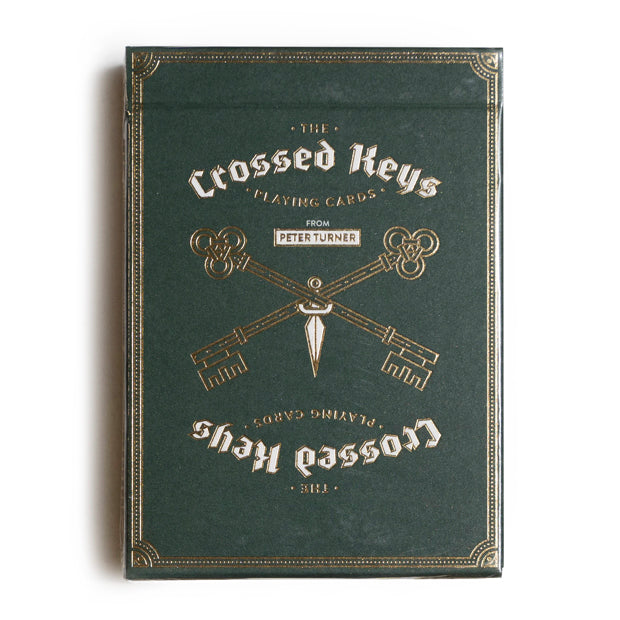 · THE ·
Crossed Keys
· PLAYING CARDS ·
FROM
PETER TURNER
· PLAYING CARDS ·
Crossed Keys
· THE ·